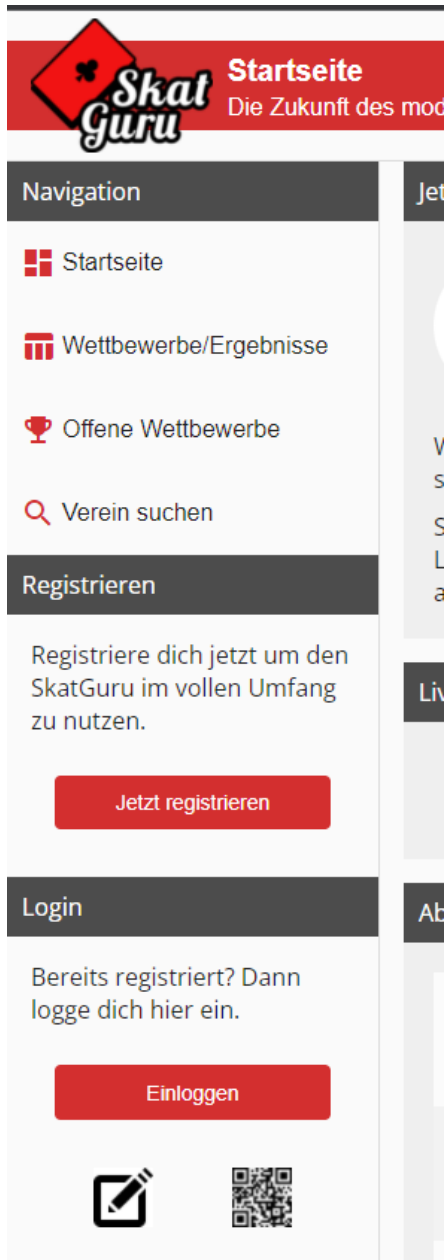 Skat
Guru
Startseite
Die Zukunft des
Navigation
Startseite
Wettbewerbe/Ergebnisse
Offene Wettbewerbe
Verein suchen
Registrieren
Registriere dich jetzt um den
SkatGuru im vollen Umfang
zu nutzen.
Jetzt registrieren
Login
Bereits registriert? Dann
logge dich hier ein.
Einloggen